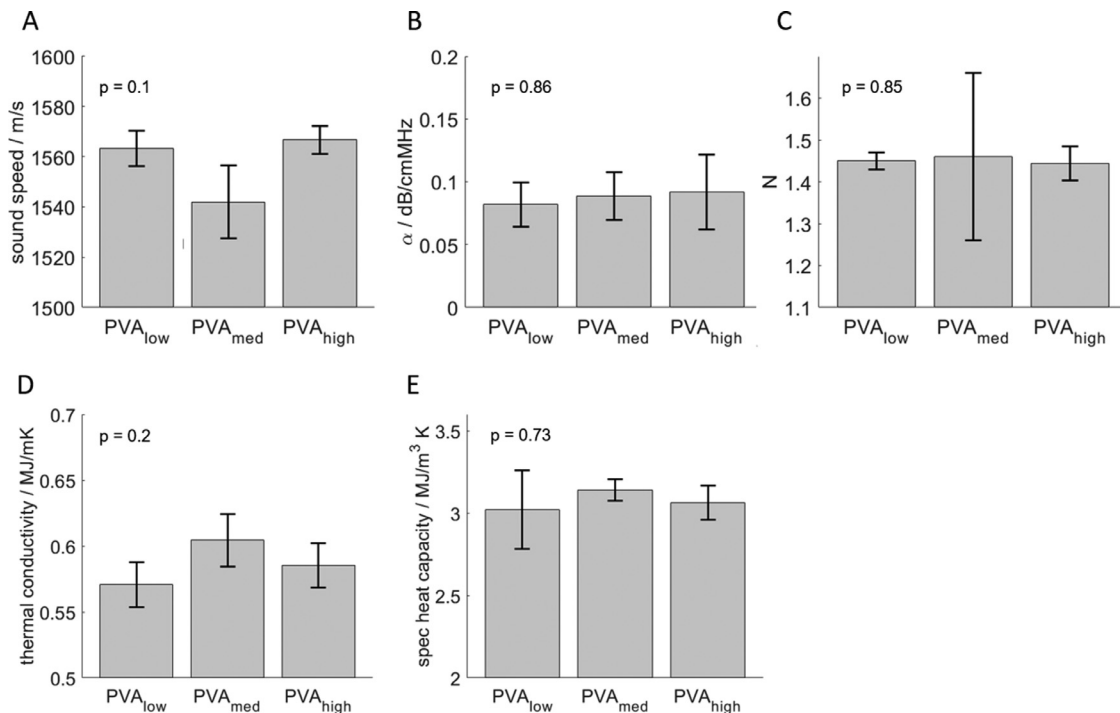 A
sound speed / m/s
1600
1580
1560
1540
1520
1500
p = 0.1
PVAlow PVAmed PVAhigh
B
α / dB/cmMHz
0.2
0.15
0.1
0.05
0
p = 0.86
PVAlow PVAmed PVAhigh
C
N
1.6
1.5
1.4
1.3
1.2
1.1
p = 0.85
PVAlow PVAmed PVAhigh
D
thermal conductivity / MJ/mK
0.7
0.65
0.6
0.55
0.5
p = 0.2
PVAlow PVAmed PVAhigh
E
spec heat capacity / MJ/m³ K
3.5
3
2.5
2
p = 0.73
PVAlow PVAmed PVAhigh